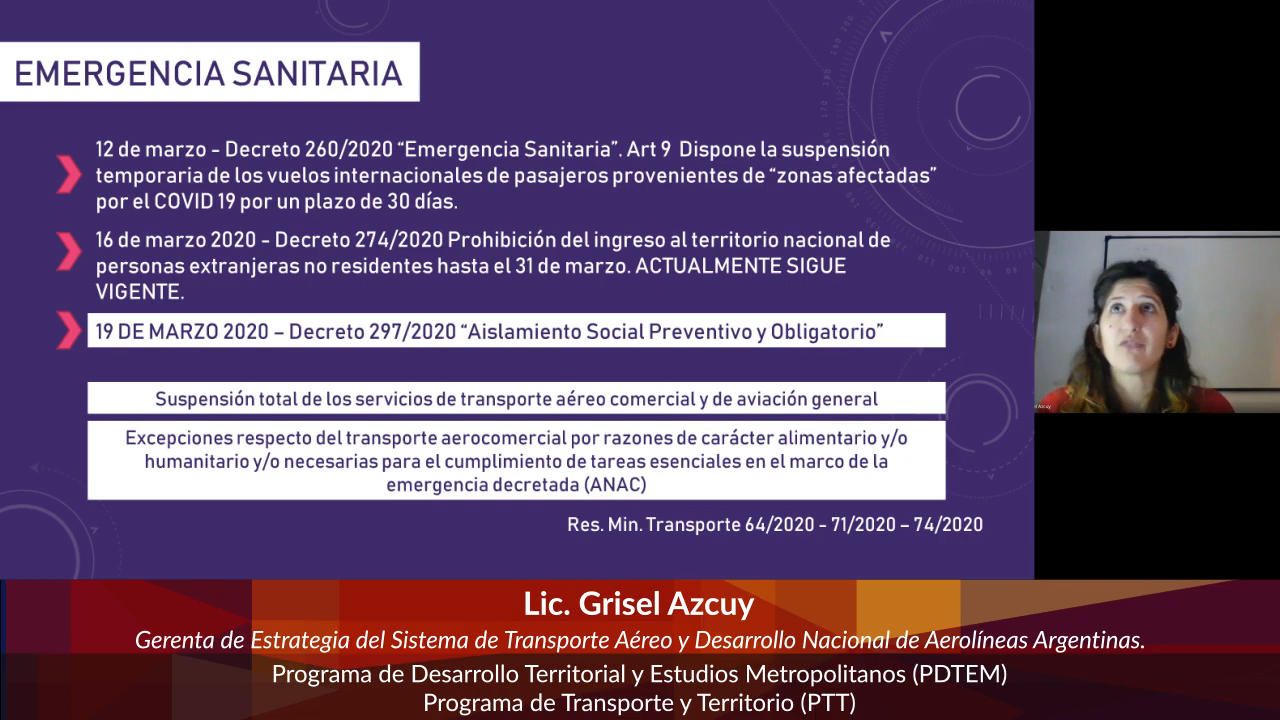 EMERGENCIA SANITARIA
12 de marzo - Decreto 260/2020 “Emergencia Sanitaria”. Art 9 Dispone la suspensión
temporaria de los vuelos internacionales de pasajeros provenientes de “zonas afectadas”
por el COVID 19 por un plazo de 30 días.
16 de marzo 2020 - Decreto 274/2020 Prohibición del ingreso al territorio nacional de
personas extranjeras no residentes hasta el 31 de marzo. ACTUALMENTE SIGUE
VIGENTE.
19 DE MARZO 2020 – Decreto 297/2020 “Aislamiento Social Preventivo y Obligatorio”
Suspensión total de los servicios de transporte aéreo comercial y de aviación general
Excepciones respecto del transporte aerocomercial por razones de carácter alimentario y/o
humanitario y/o necesarias para el cumplimiento de tareas esenciales en el marco de la
emergencia decretada (ANAC)
Res. Min. Transporte 64/2020 - 71/2020 – 74/2020
Lic. Grisel Azcuy
Gerenta de Estrategia del Sistema de Transporte Aéreo y Desarrollo Nacional de Aerolíneas Argentinas.
Programa de Desarrollo Territorial y Estudios Metropolitanos (PDTEM)
Programa de Transporte y Territorio (PTT)